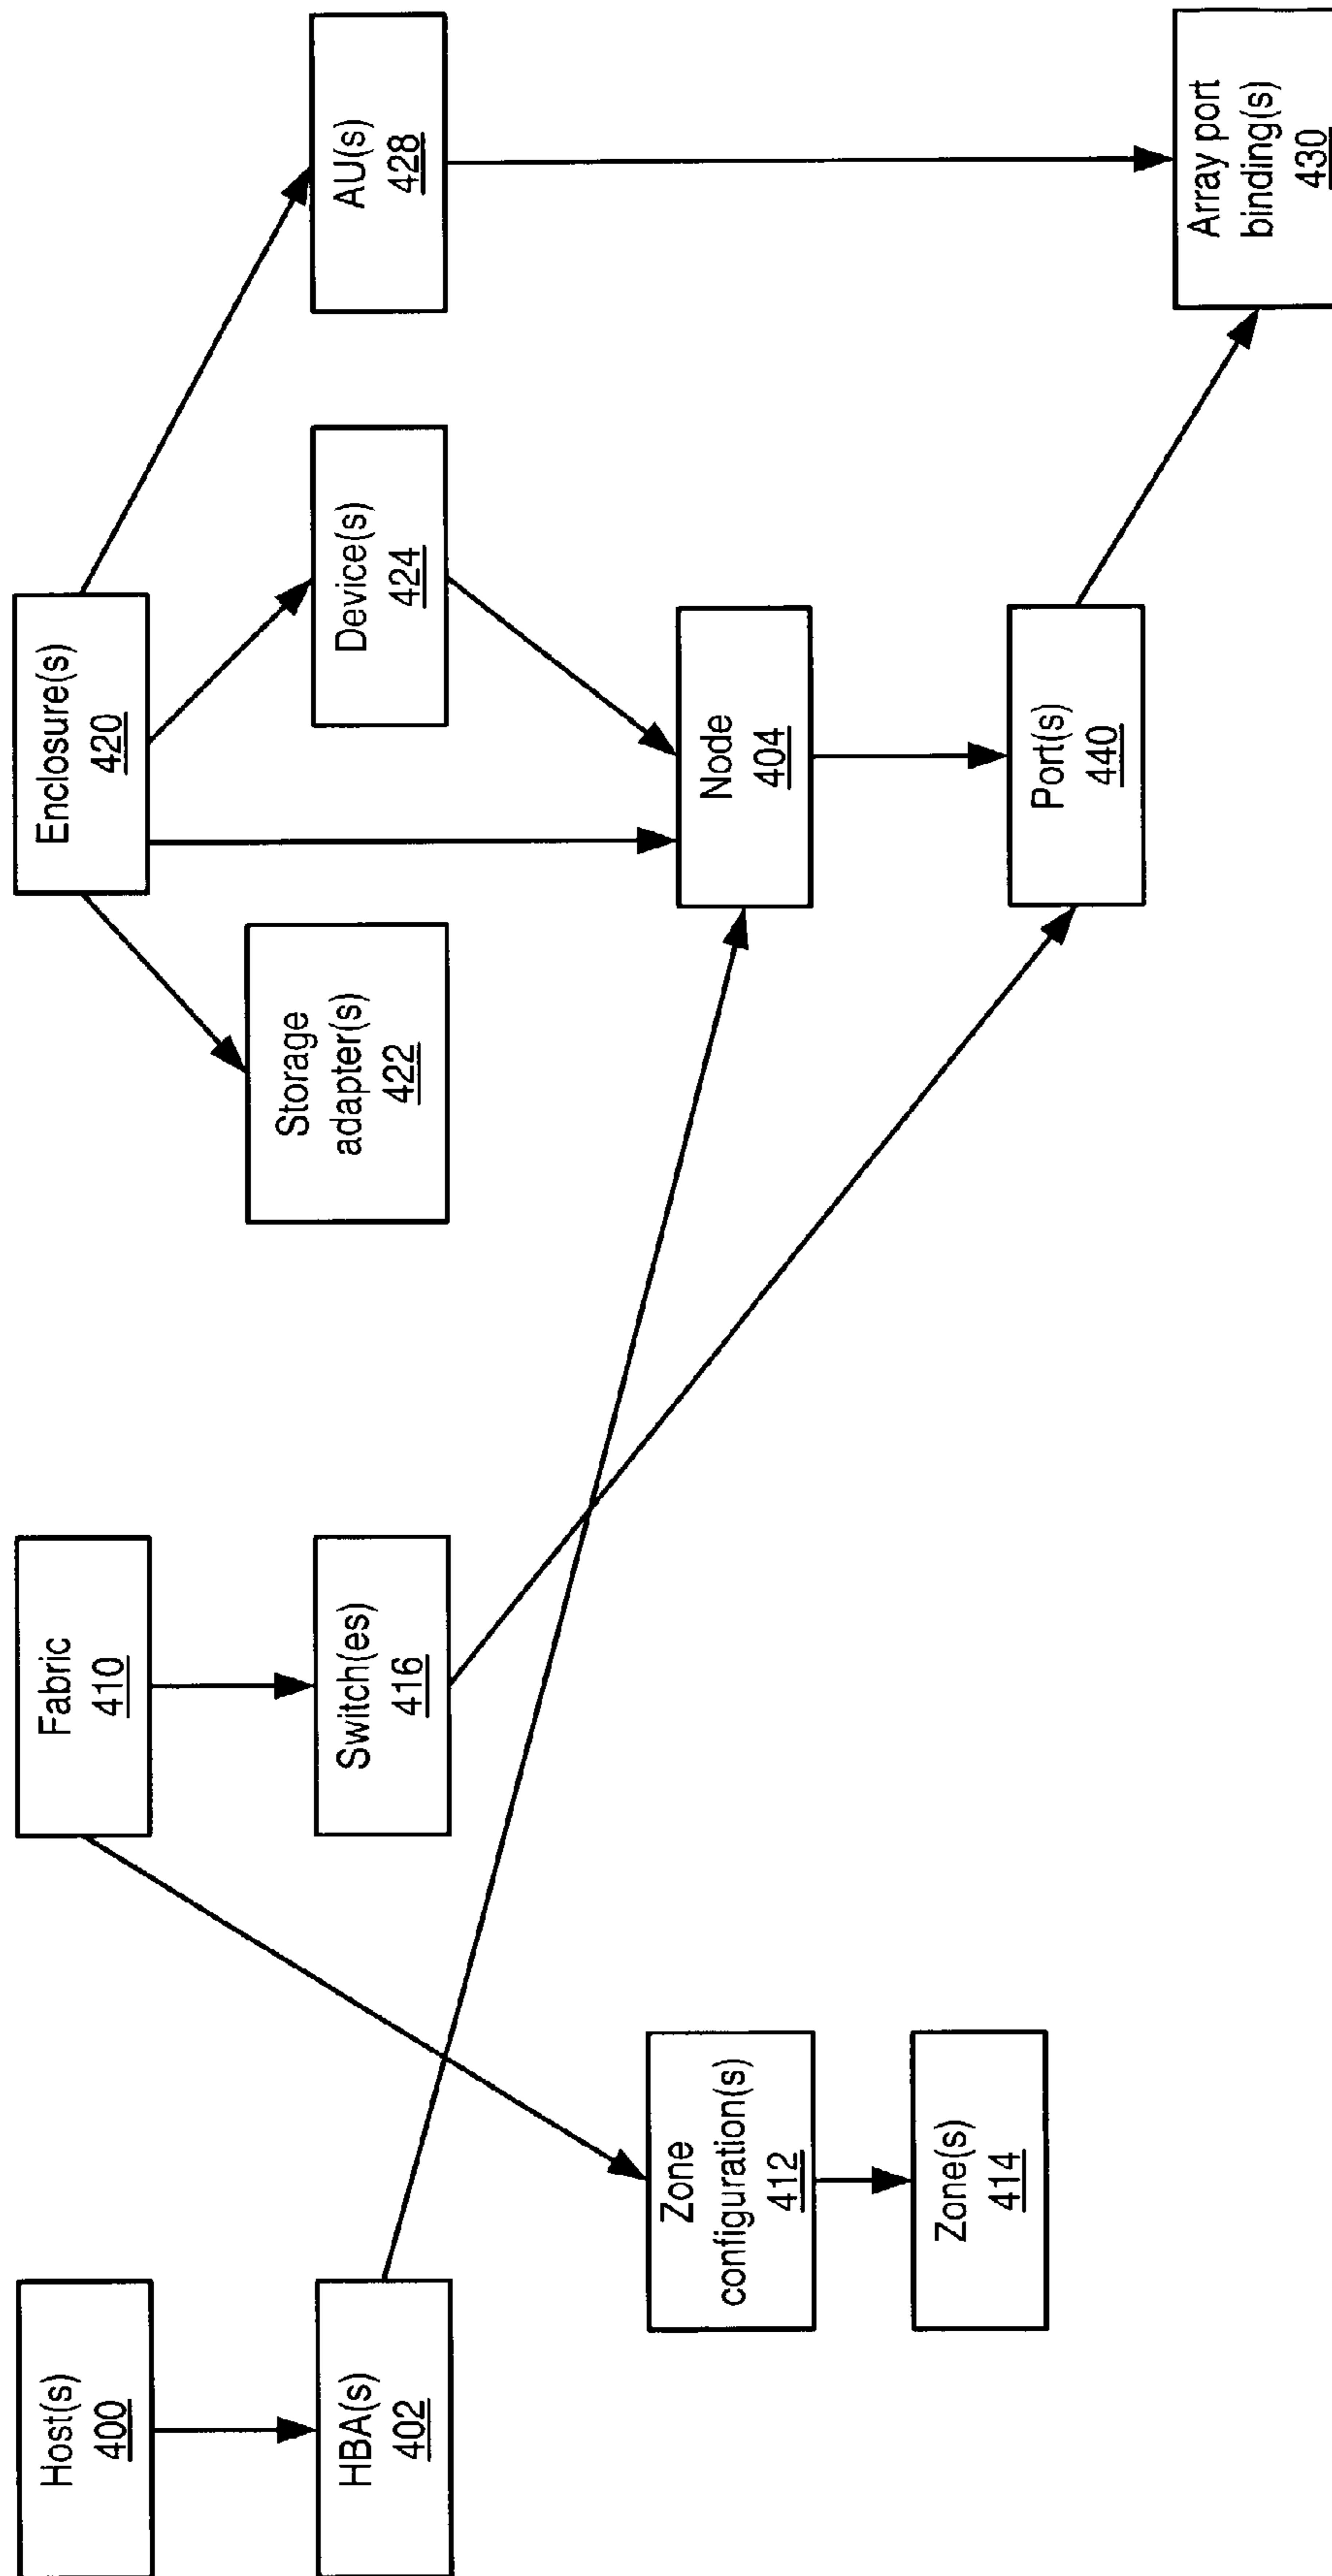 Host(s)
400
Fabric
410
Enclosure(s)
420
HBA(s)
402
Switch(es)
416
Storage
adapter(s)
422
Device(s)
424
AU(s)
428
Zone
configuration(s)
412
Node
404
Zone(s)
414
Port(s)
440
Array port
binding(s)
430